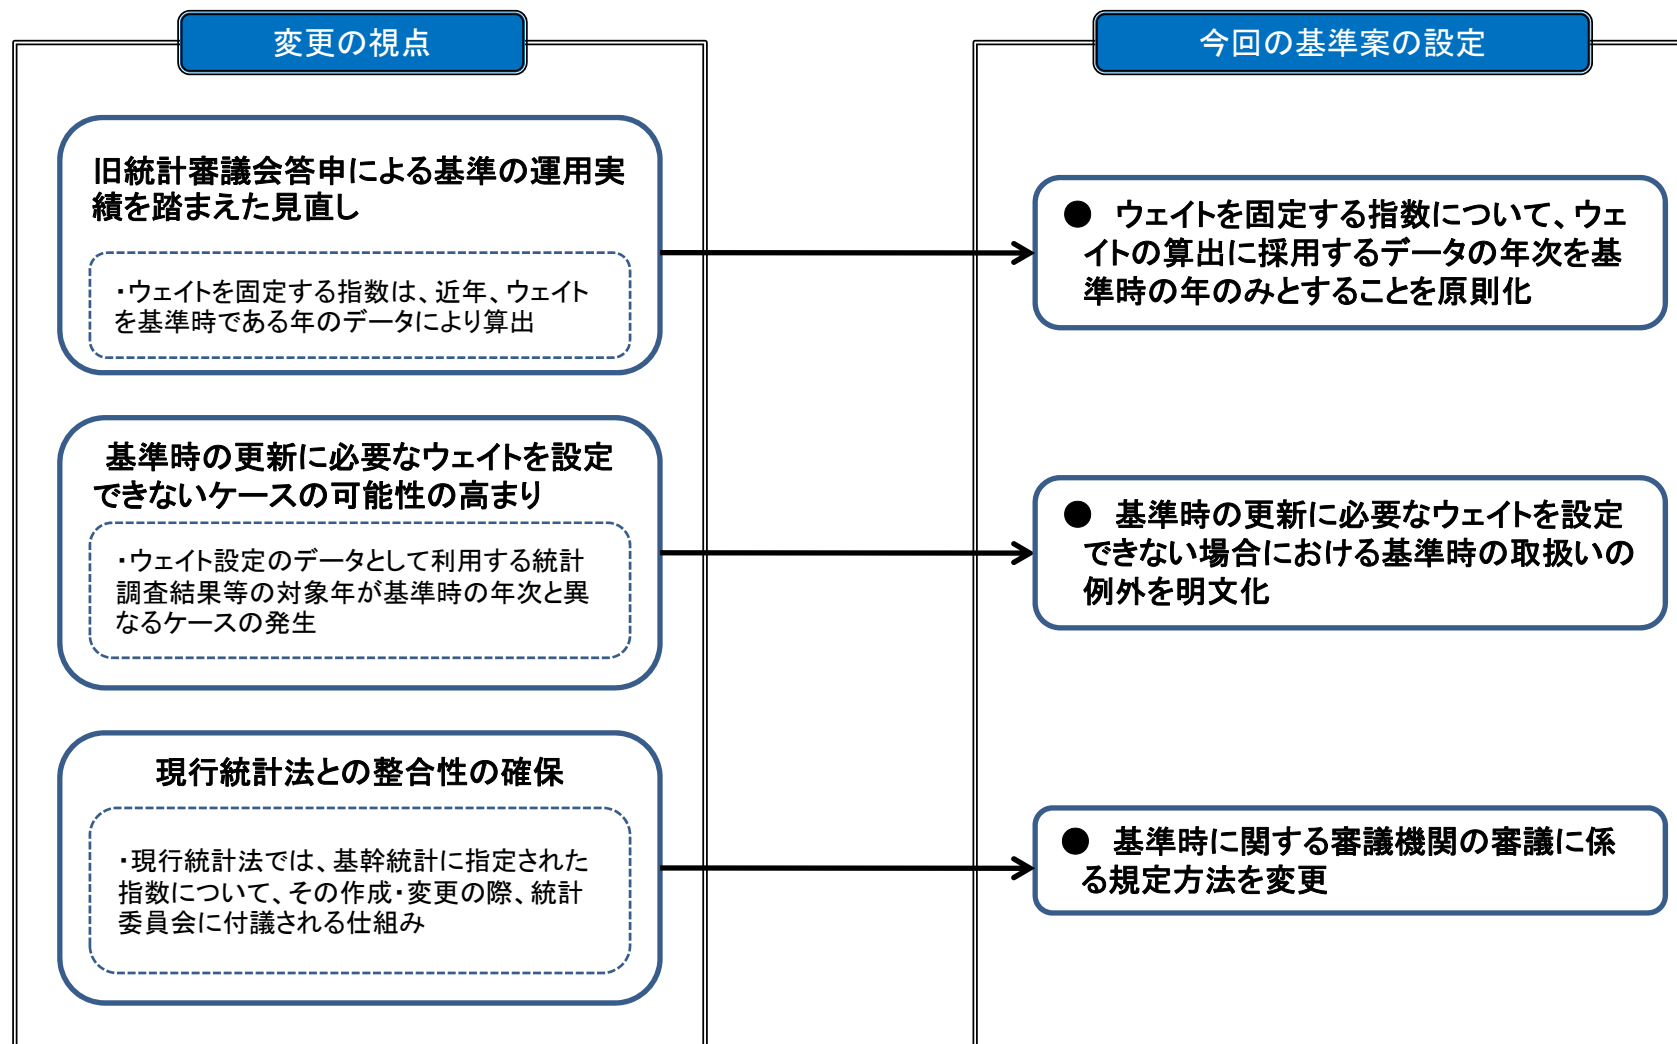 変更の視点
旧統計審議会答申による基準の運用実
績を踏まえた見直し
・ウェイトを固定する指数は、近年、ウェイト
を基準時である年のデータにより算出
基準時の更新に必要なウェイトを設定
できないケースの可能性の高まり
・ウェイト設定のデータとして利用する統計
調査結果等の対象年が基準時の年次と異
なるケースの発生
現行統計法との整合性の確保
・現行統計法では、基幹統計に指定された
指数について、その作成・変更の際、統計
委員会に付議される仕組み
今回の基準案の設定
● ウェイトを固定する指数について、ウェ
イトの算出に採用するデータの年次を基
準時の年のみとすることを原則化
● 基準時の更新に必要なウェイトを設定
できない場合における基準時の取扱いの
例外を明文化
● 基準時に関する審議機関の審議に係
る規定方法を変更